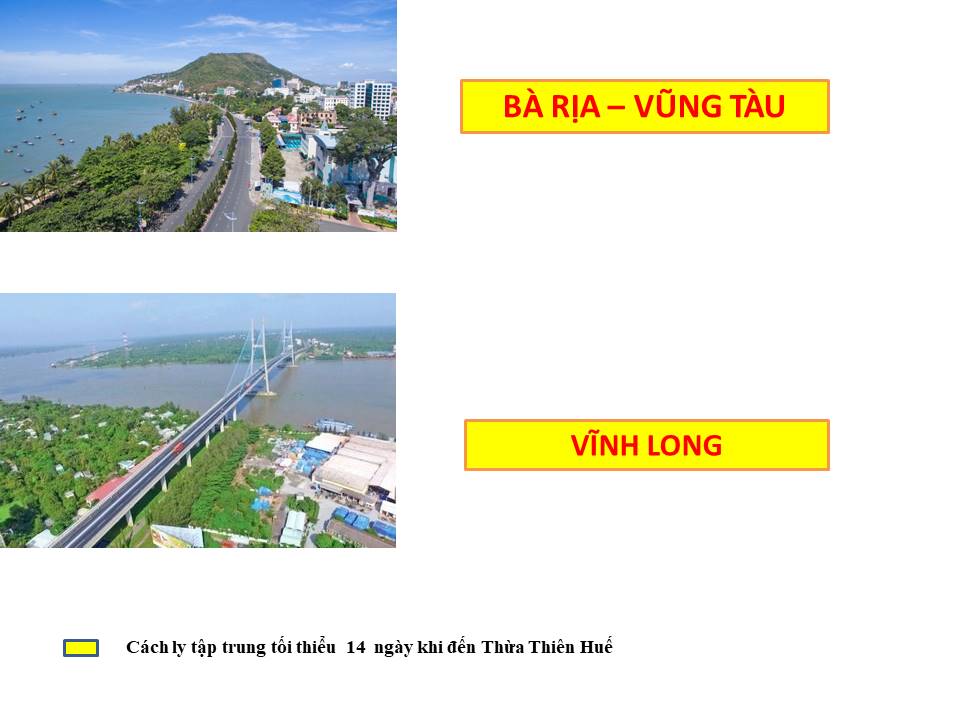 BÀ RỊA – VŨNG TÀU
VĨNH LONG
Cách ly tập trung tối thiểu 14 ngày khi đến Thừa Thiên Huế